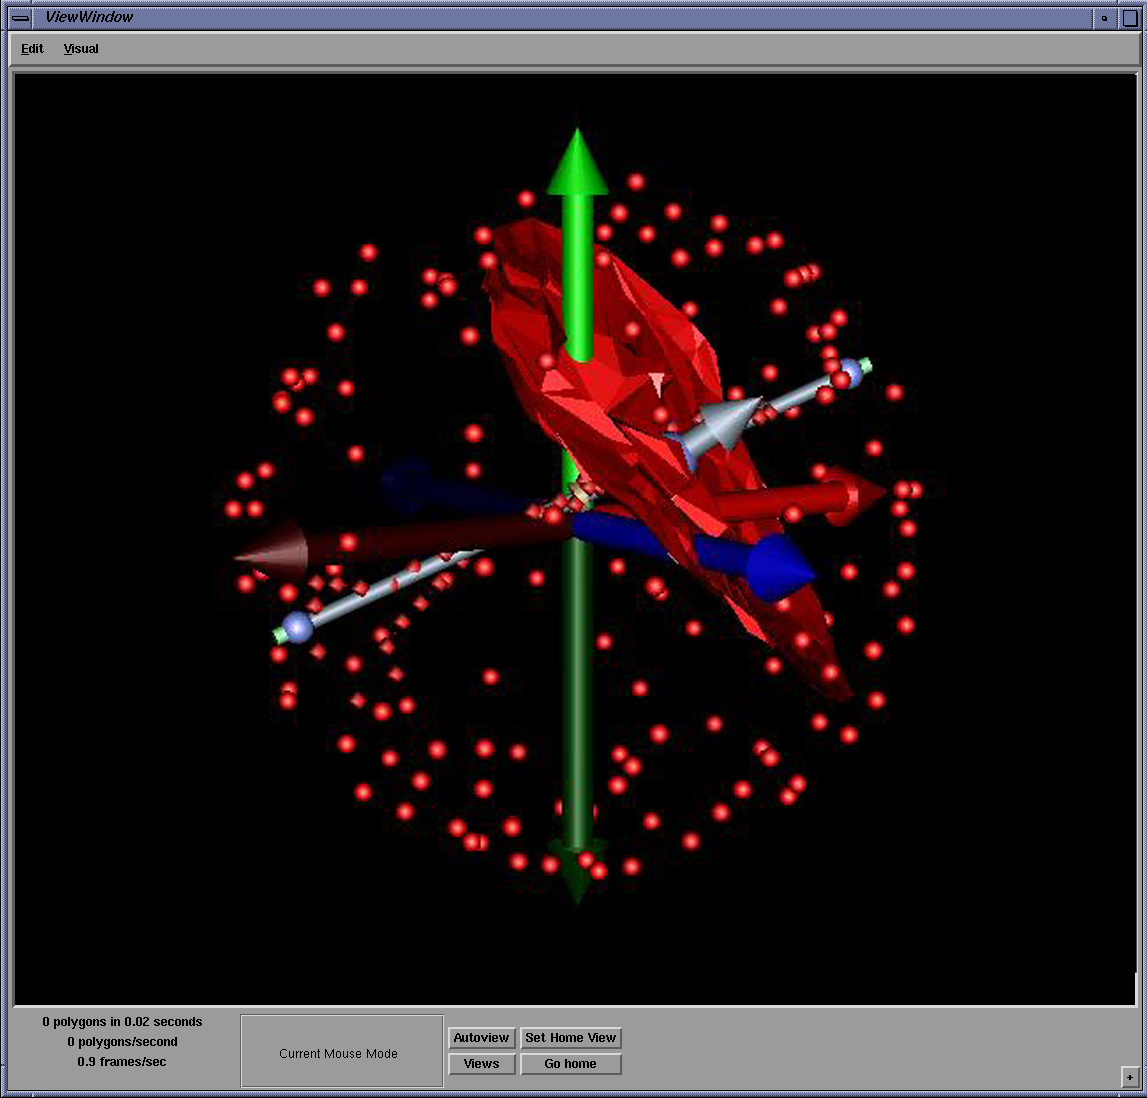 ViewWindow
Edit Visual
0 polygons in 0.02 seconds
0 polygons/second
0.9 frames/sec
Current Mouse Mode
Autoview Set Home View
Views Go home
+